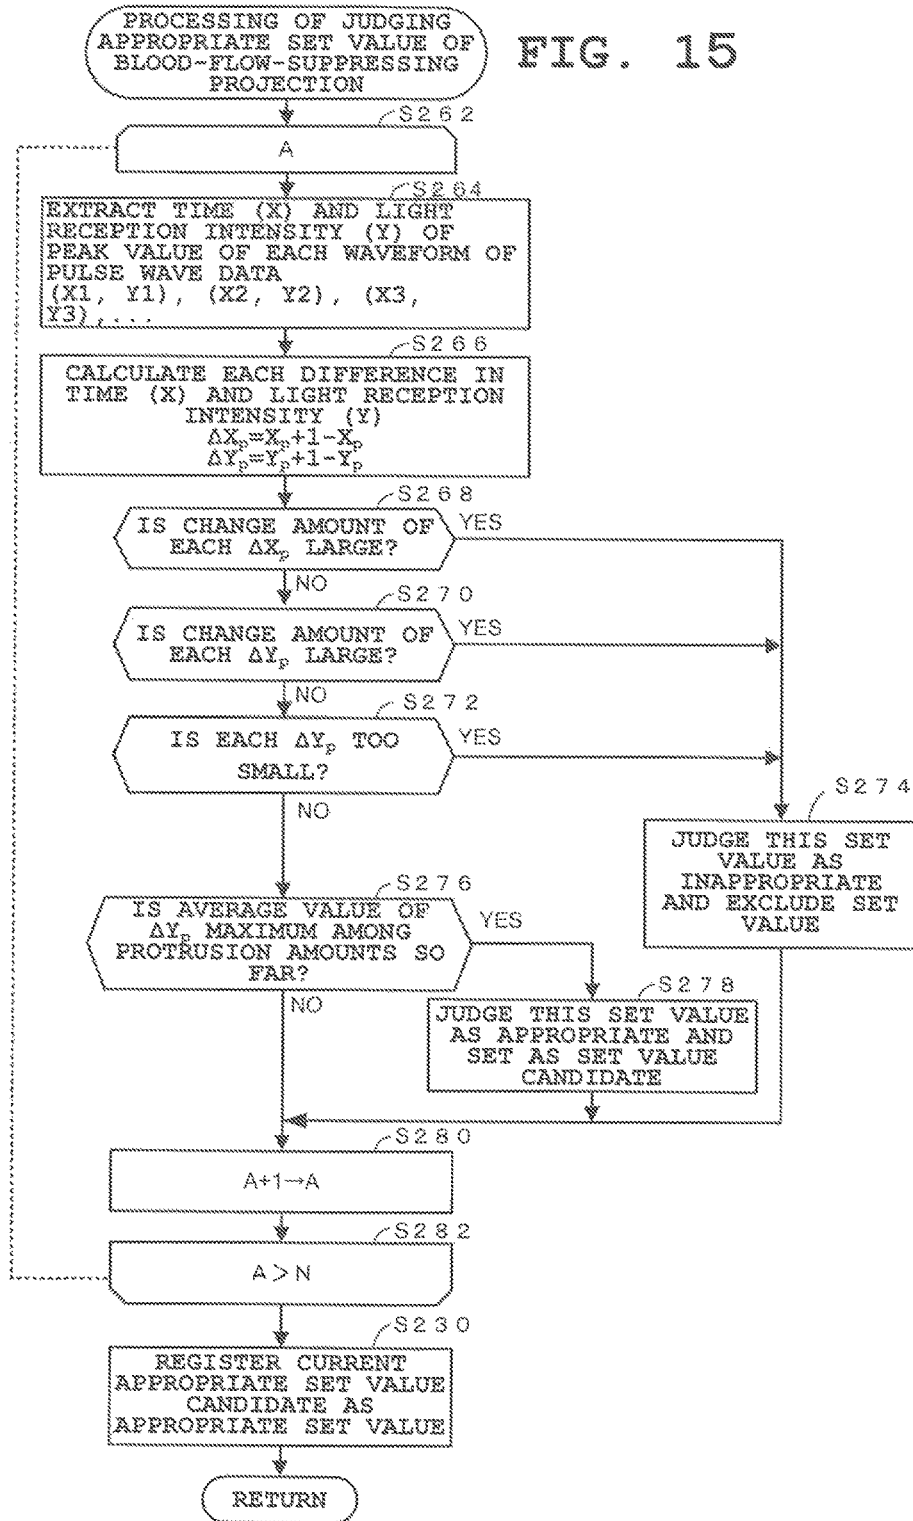 PROCESSING OF JUDGING
APPROPRIATE SET VALUE OF
BLOOD-FLOW-SUPPRESSING
PROJECTION
FIG. 15
S262
A
S264
EXTRACT TIME (X) AND LIGHT
RECEPTION INTENSITY (Y) OF
PEAK VALUE OF EACH WAVEFORM OF
PULSE WAVE DATA
(X1, Y1), (X2, Y2), (X3,
Y3),...
S266
CALCULATE EACH DIFFERENCE IN
TIME (X) AND LIGHT RECEPTION
INTENSITY (Y)
ΔXp=Xp+1-Xp
ΔYp=Yp+1-Yp
S268
IS CHANGE AMOUNT OF
EACH ΔXp LARGE?
YES
NO
S270
IS CHANGE AMOUNT OF
EACH ΔYp LARGE?
YES
NO
S272
IS EACH ΔYp TOO
SMALL?
YES
NO
S274
JUDGE THIS SET
VALUE AS
INAPPROPRIATE
AND EXCLUDE SET
VALUE
S276
IS AVERAGE VALUE OF
ΔYp MAXIMUM AMONG
PROTRUSION AMOUNTS SO
FAR?
YES
NO
S278
JUDGE THIS SET VALUE
AS APPROPRIATE AND
SET AS SET VALUE
CANDIDATE
S280
A+1→A
S282
A>N
S230
REGISTER CURRENT
APPROPRIATE SET VALUE
CANDIDATE AS
APPROPRIATE SET VALUE
RETURN